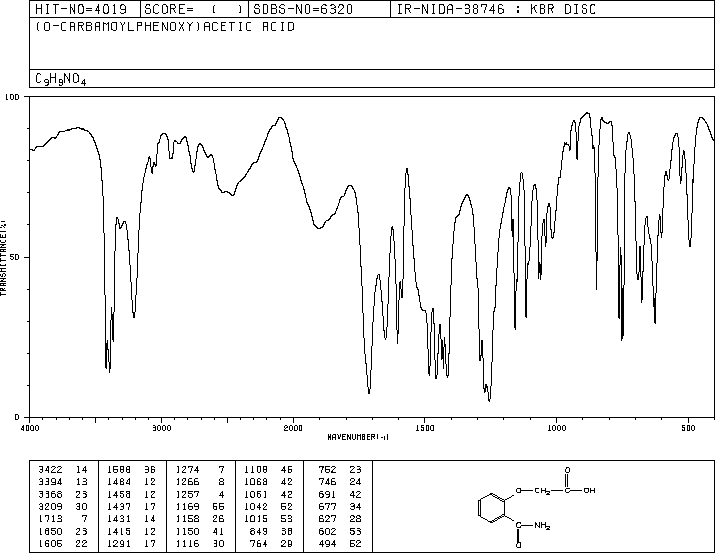 HIT-NO=4019 SCORE= ( ) SDBS-NO=6320 IR-NIDA-38746 : KBR DISC
(O-CARBAMOYLPHENOXY)ACETIC ACID
C9H9NO4
100
50
0
TRANSMITTANCE(%)
4000 3000 2000 1500 1000 500
WAVENUMBER(-1)
3422 14 1588 36 1274 7 1108 46 752 23
3394 13 1484 12 1266 8 1068 42 746 24
3368 23 1458 12 1257 4 1061 42 691 42
3209 30 1437 17 1169 55 1042 52 677 34
1713 7 1431 14 1158 26 1015 53 627 28
1650 23 1415 12 1150 41 849 38 602 53
1605 22 1291 17 1116 30 764 29 494 52
O
O—CH2—C—OH
C—NH2
O